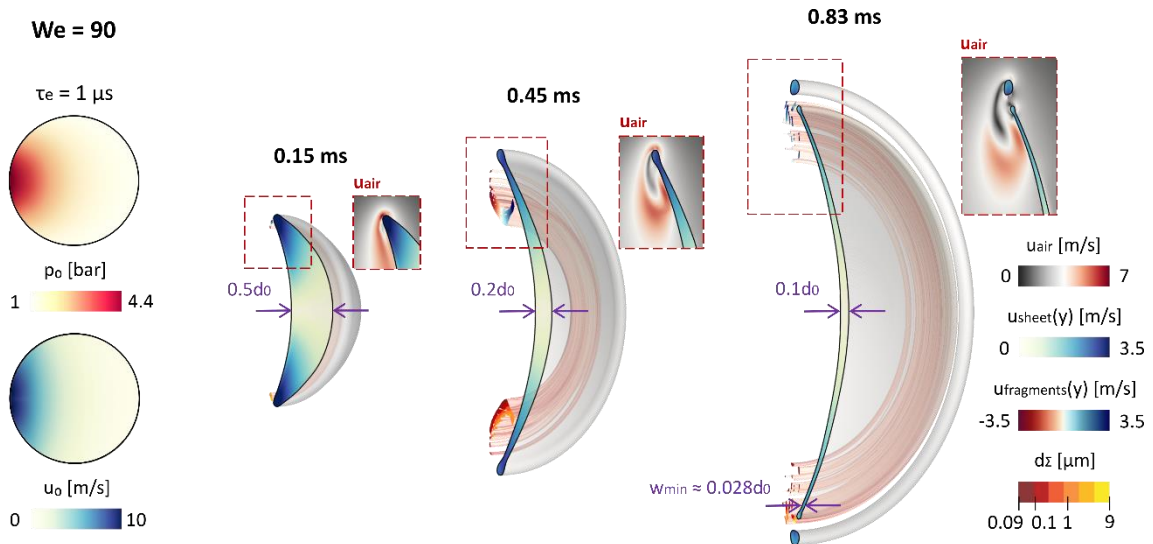 We = 90
τe = 1 μs
p₀ [bar]
1 4.4
u₀ [m/s]
0 10
0.15 ms
uair
0.5d₀
0.45 ms
uair
0.2d₀
0.83 ms
uair
0.1d₀
wmin ≈ 0.028d₀
uair [m/s]
0 7
usheet(y) [m/s]
0 3.5
ufragments(y) [m/s]
-3.5 3.5
dΣ [μm]
0.09 0.1 1 9